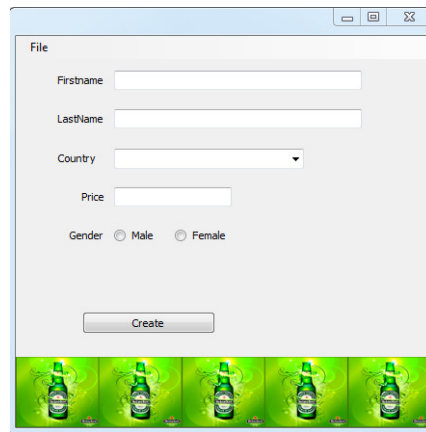 File
Firstname
LastName
Country
Price
Gender Male Female
Create